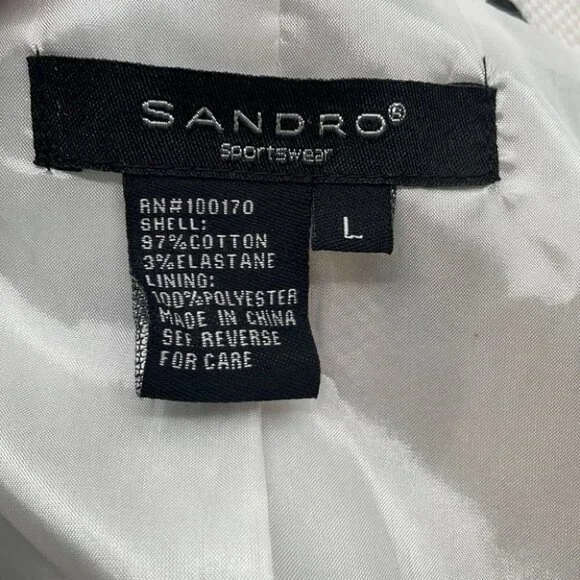 SANDRO®
Sportswear
L
RN#100170
SHELL:
97%COTTON
3%ELASTANE
LINING:
100%POLYESTER
MADE IN CHINA
SEE REVERSE
FOR CARE